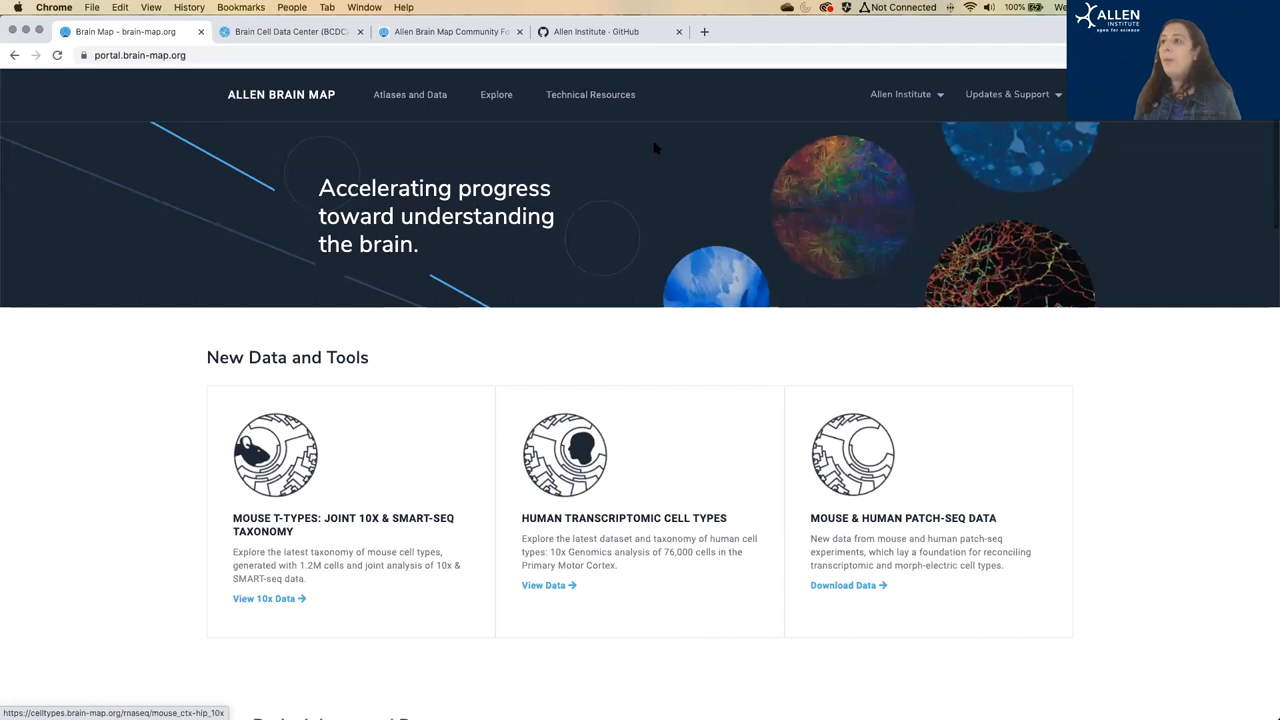 Chrome File Edit View History Bookmarks People Tab Window Help Not Connected 100% We
Brain Map - brain-map.org Brain Cell Data Center (BCDC Allen Brain Map Community Fo Allen Institute · GitHub
portal.brain-map.org
ALLEN
INSTITUTE
open for science
ALLEN BRAIN MAP Atlases and Data Explore Technical Resources Allen Institute Updates & Support
Accelerating progress
toward understanding
the brain.
New Data and Tools
MOUSE T-TYPES: JOINT 10X & SMART-SEQ
TAXONOMY
Explore the latest taxonomy of mouse cell types,
generated with 1.2M cells and joint analysis of 10x &
SMART-seq data.
View 10x Data →
HUMAN TRANSCRIPTOMIC CELL TYPES
Explore the latest dataset and taxonomy of human cell
types: 10x Genomics analysis of 76,000 cells in the
Primary Motor Cortex.
View Data →
MOUSE & HUMAN PATCH-SEQ DATA
New data from mouse and human patch-seq
experiments, which lay a foundation for reconciling
transcriptomic and morph-electric cell types.
Download Data →
https://celltypes.brain-map.org/rnaseq/mouse_ctx-hip_10x